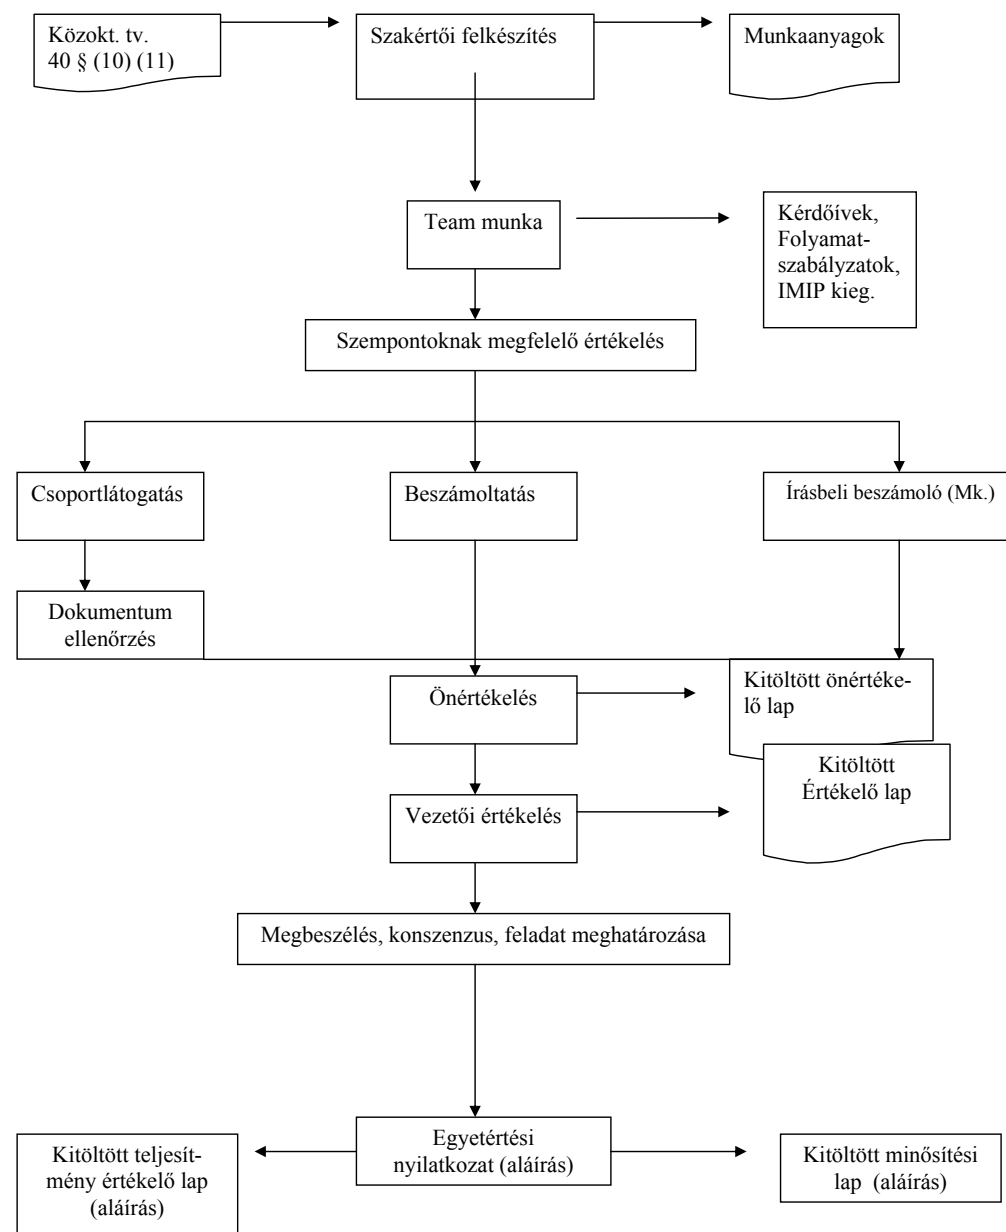 Közokt. tv.
40 § (10) (11)
Szakértői felkészítés
Munkaanyagok
Team munka
Kérdőívek,
Folyamat-
szabályzatok,
IMIP kieg.
Szempontoknak megfelelő értékelés
Csoportlátogatás
Beszámoltatás
Írásbeli beszámoló (Mk.)
Dokumentum
ellenőrzés
Önértékelés
Kitöltött önértéke-
lő lap
Vezetői értékelés
Kitöltött
Értékelő lap
Megbeszélés, konszenzus, feladat meghatározása
Kitöltött teljesít-
mény értékelő lap
(aláírás)
Egyetértési
nyilatkozat (aláírás)
Kitöltött minősítési
lap (aláírás)